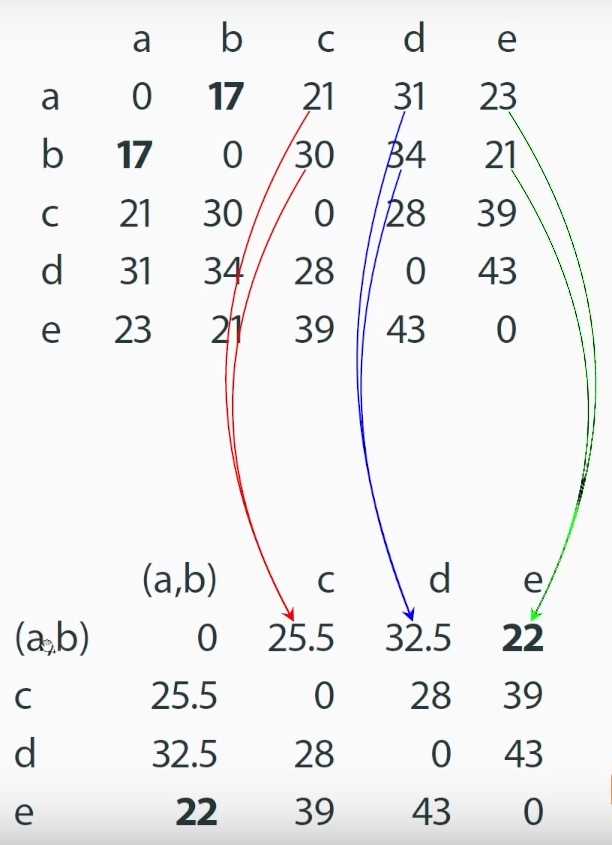 a b c d e
a 0 17 21 31 23
b 17 0 30 34 21
c 21 30 0 28 39
d 31 34 28 0 43
e 23 21 39 43 0
(a,b) c d e
(a,b) 0 25.5 32.5 22
c 25.5 0 28 39
d 32.5 28 0 43
e 22 39 43 0